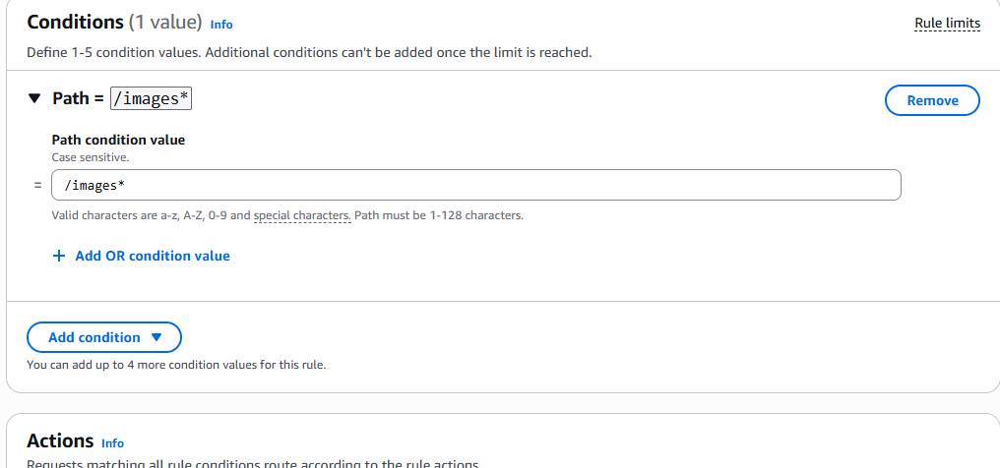 Conditions (1 value) Info
Rule limits
Define 1-5 condition values. Additional conditions can't be added once the limit is reached.
▼ Path = /images*
Remove
Path condition value
Case sensitive.
= /images*
Valid characters are a-z, A-Z, 0-9 and special characters. Path must be 1-128 characters.
+ Add OR condition value
Add condition ▼
You can add up to 4 more condition values for this rule.
Actions Info
Requests matching all rule conditions route according to the rule actions.